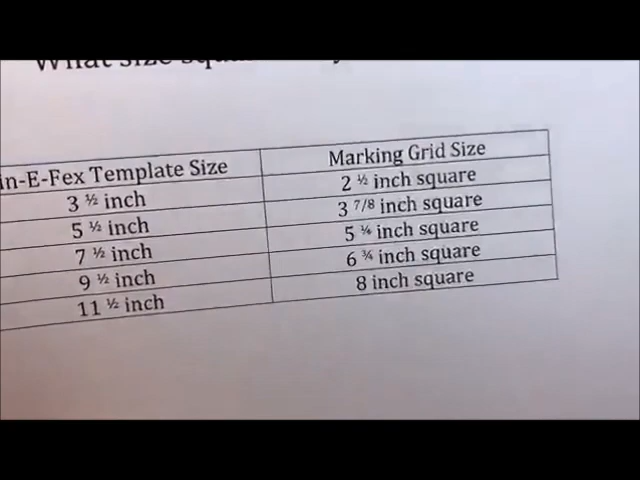 What size
in-E-Fex Template Size Marking Grid Size
3 ½ inch 2 ½ inch square
5 ½ inch 3 7/8 inch square
7 ½ inch 5 ¼ inch square
9 ½ inch 6 ¾ inch square
11 ½ inch 8 inch square